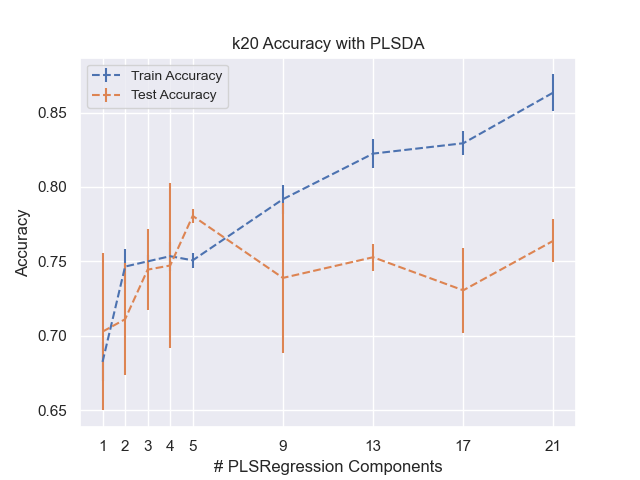 k20 Accuracy with PLSDA
Train Accuracy
Test Accuracy
0.85
0.80
0.75
0.70
0.65
Accuracy
1 2 3 4 5 9 13 17 21
# PLSRegression Components